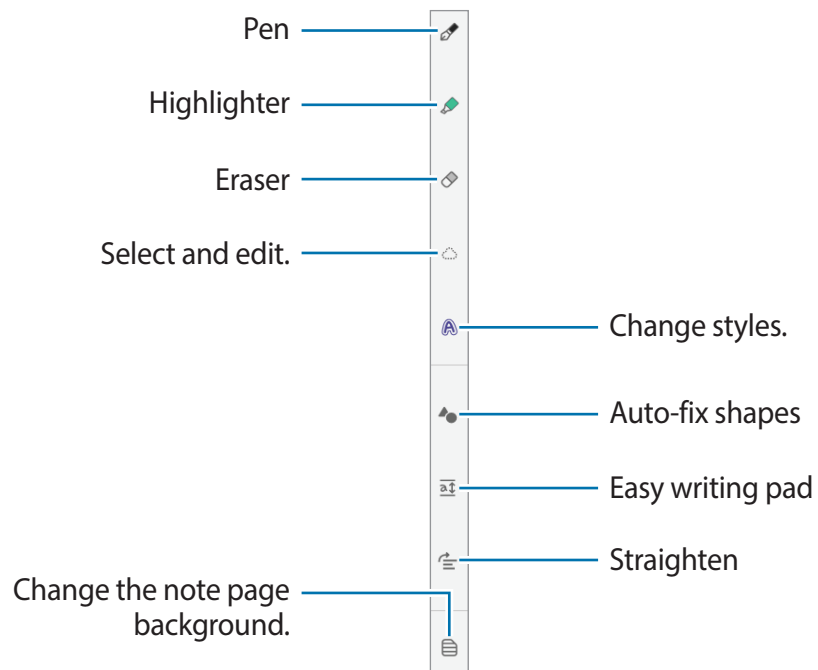 Pen
Highlighter
Eraser
Select and edit.
Change styles.
Auto-fix shapes
Easy writing pad
Straighten
Change the note page
background.